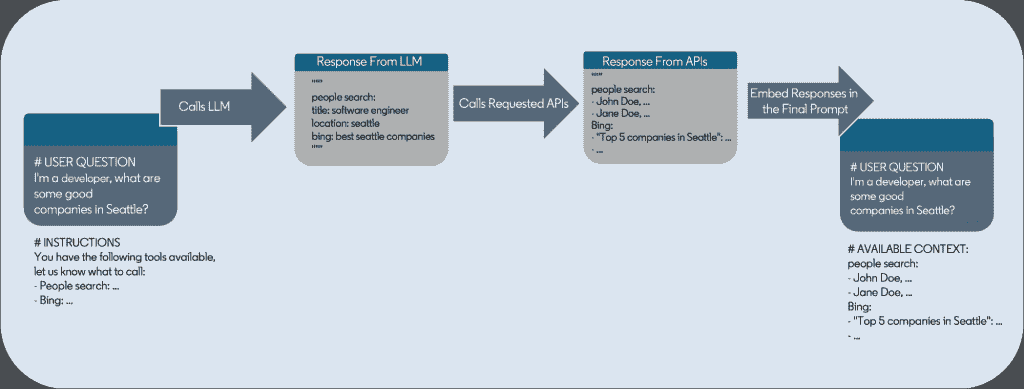 # USER QUESTION
I'm a developer, what are
some good
companies in Seattle?
# INSTRUCTIONS
You have the following tools available,
let us know what to call:
- People search: ...
- Bing: ...
Calls LLM
Response From LLM
"""
people search:
title: software engineer
location: seattle
bing: best seattle companies
"""
Calls Requested APIs
Response From APIs
"""
people search:
- John Doe, ...
- Jane Doe, ...
Bing:
- "Top 5 companies in Seattle": ...
- ...
Embed Responses in
the Final Prompt
# USER QUESTION
I'm a developer, what are
some good
companies in Seattle?
# AVAILABLE CONTEXT:
people search:
- John Doe, ...
- Jane Doe, ...
Bing:
- "Top 5 companies in Seattle": ...
- ...